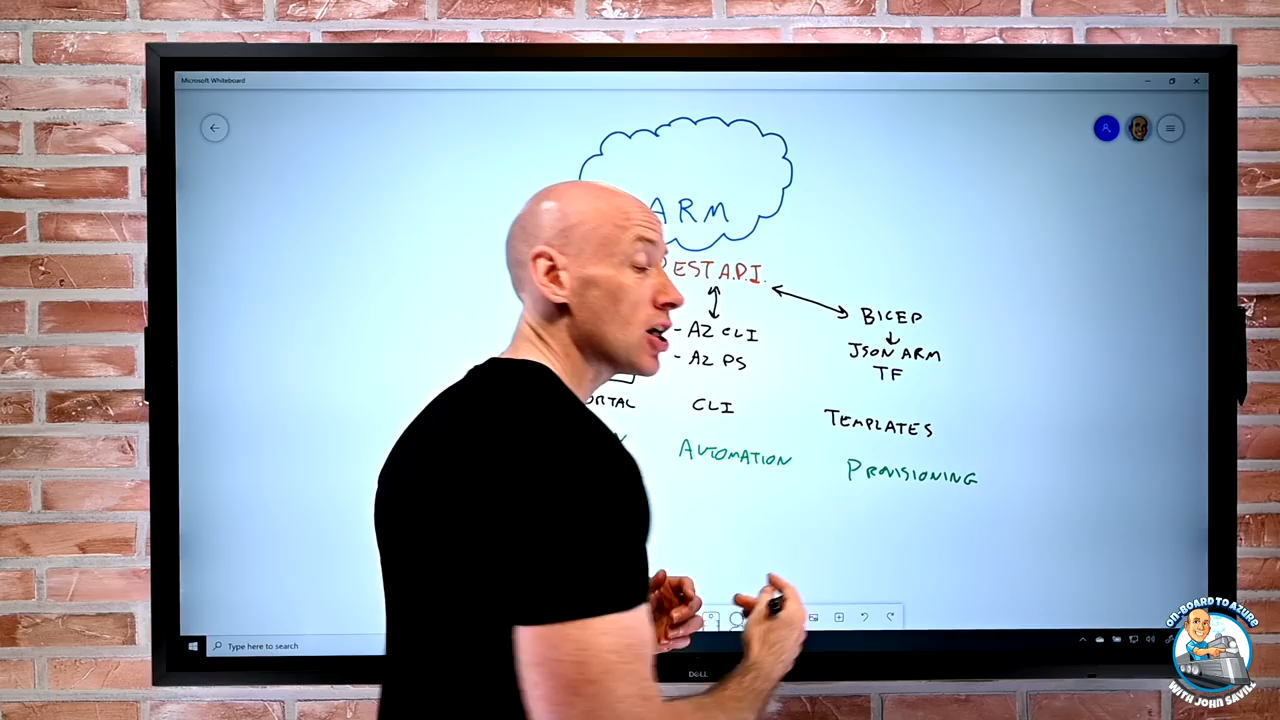 Microsoft Whiteboard
ARM
REST A.P.I.
- AZ CLI
- AZ PS
BICEP
JSON ARM
TF
ORTAL
CLI
TEMPLATES
AUTOMATION
PROVISIONING
Type here to search
DELL
ON-BOARD TO AZURE
WITH JOHN SAVILL